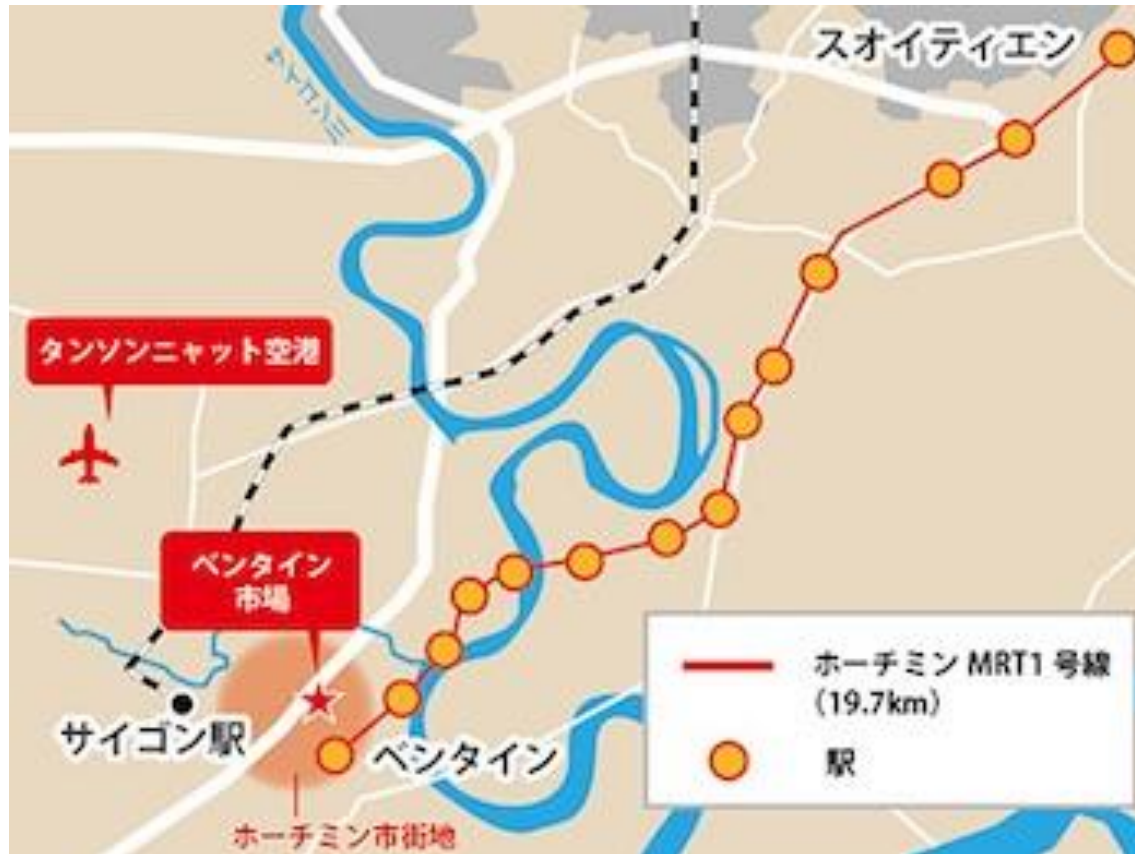 スオイティエン
タンソンニャット空港
ベンタイン
市場
サイゴン駅
ベンタイン
ホーチミン市街地
ホーチミン MRT1 号線
（19.7km）
駅